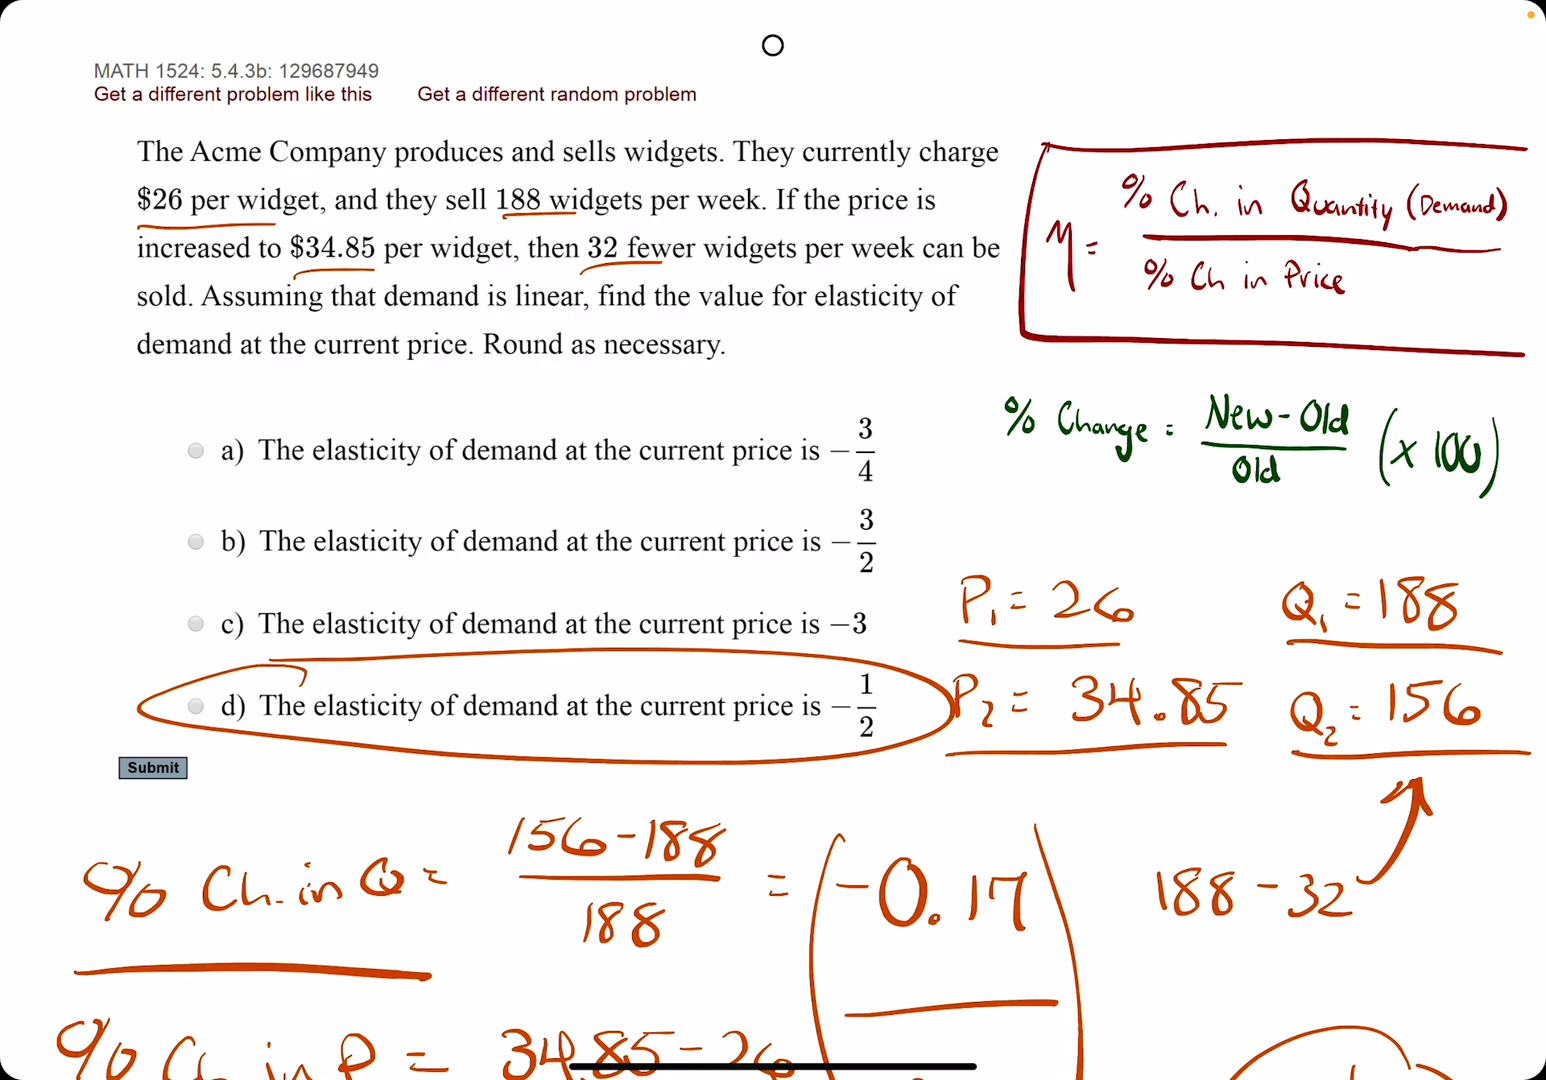 MATH 1524: 5.4.3b: 129687949
Get a different problem like this Get a different random problem
The Acme Company produces and sells widgets. They currently charge
$26 per widget, and they sell 188 widgets per week. If the price is
increased to $34.85 per widget, then 32 fewer widgets per week can be
sold. Assuming that demand is linear, find the value for elasticity of
demand at the current price. Round as necessary.
η = % Ch. in Quantity (Demand) / % Ch in Price
% Change = New - Old / Old (x 100)
a) The elasticity of demand at the current price is −3/4
b) The elasticity of demand at the current price is −3/2
c) The elasticity of demand at the current price is −3
d) The elasticity of demand at the current price is −1/2
Submit
P₁ = 26 Q₁ = 188
P₂ = 34.85 Q₂ = 156
188 - 32
% Ch. in Q = 156 - 188 / 188 = -0.17
% Ch in P = 34.85 - 26